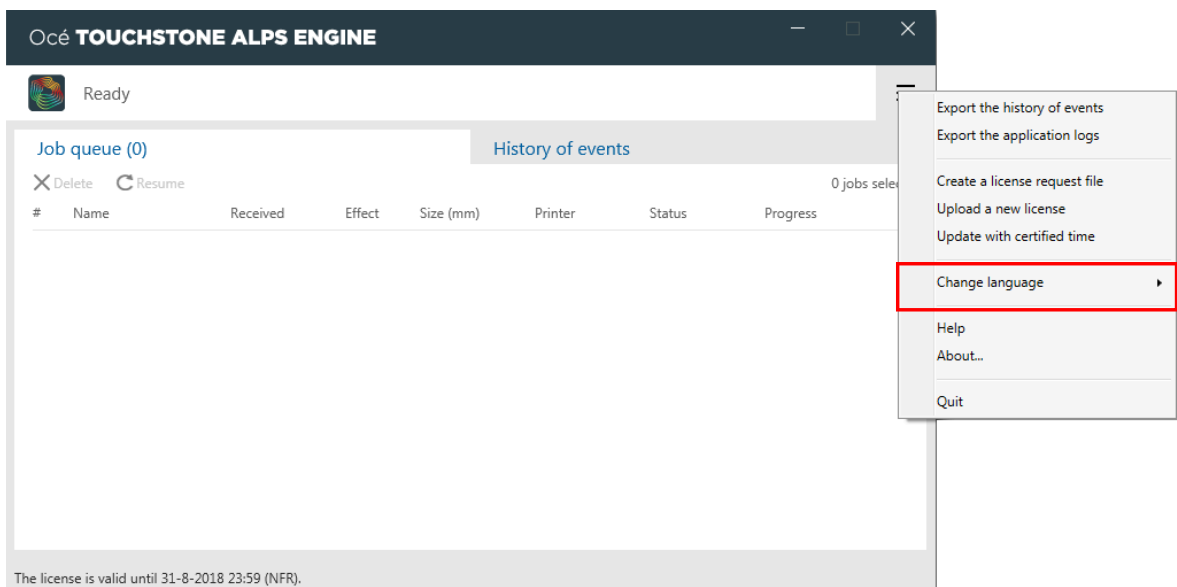 Océ TOUCHSTONE ALPS ENGINE
Ready
Job queue (0)
History of events
Delete Resume
0 jobs sele
# Name Received Effect Size (mm) Printer Status Progress
The license is valid until 31-8-2018 23:59 (NFR).
Export the history of events
Export the application logs
Create a license request file
Upload a new license
Update with certified time
Change language
Help
About...
Quit